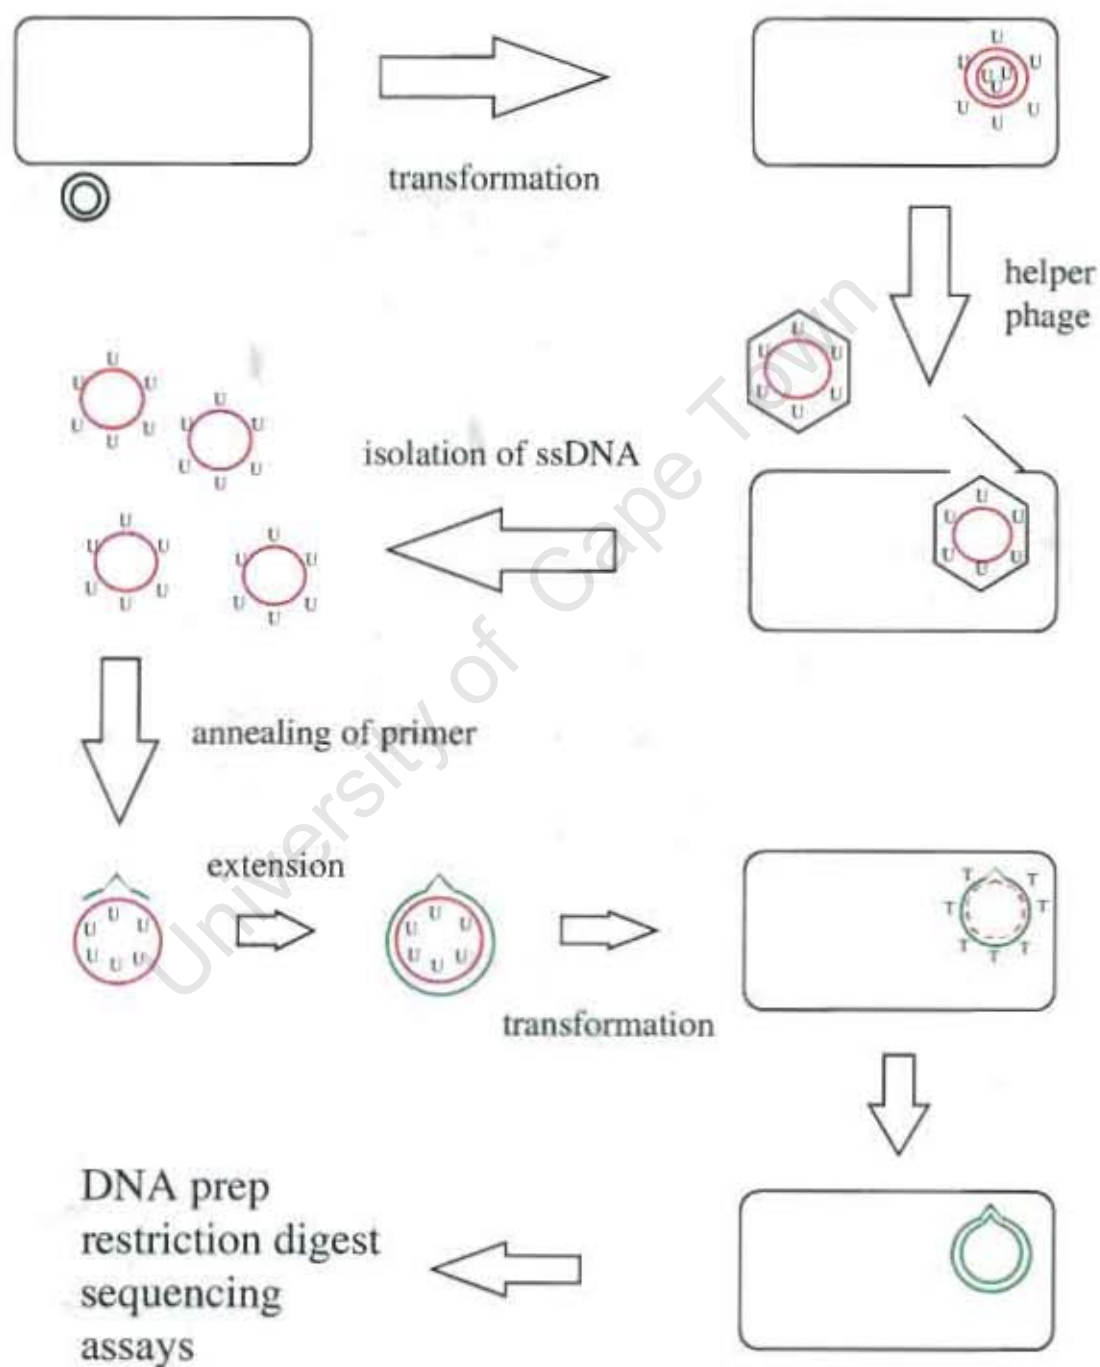 U
U U
U U
U
U U
U
transformation
helper
phage
U
U U
U U
U
U
U U
U U
U
U
U U
U U
U
isolation of ssDNA
U
U U
U U
U
U
U U
U U
U
U
U U
U U
U
University of Cape Town
annealing of primer
extension
U
U U
U U
U
U
U U
U U
U
T T
T T
T T
T
transformation
DNA prep
restriction digest
sequencing
assays